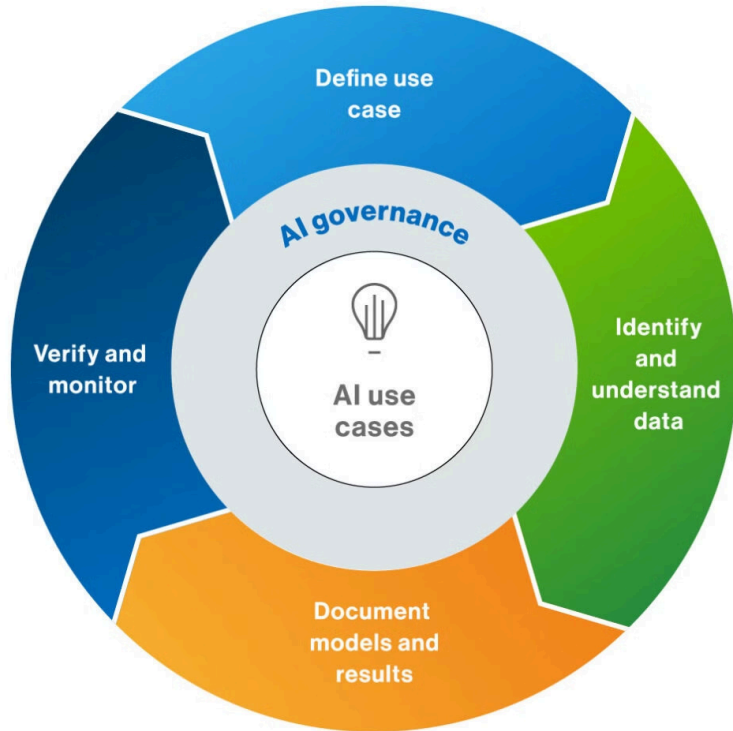 Define use
case
AI governance
AI use
cases
Identify
and
understand
data
Document
models and
results
Verify and
monitor